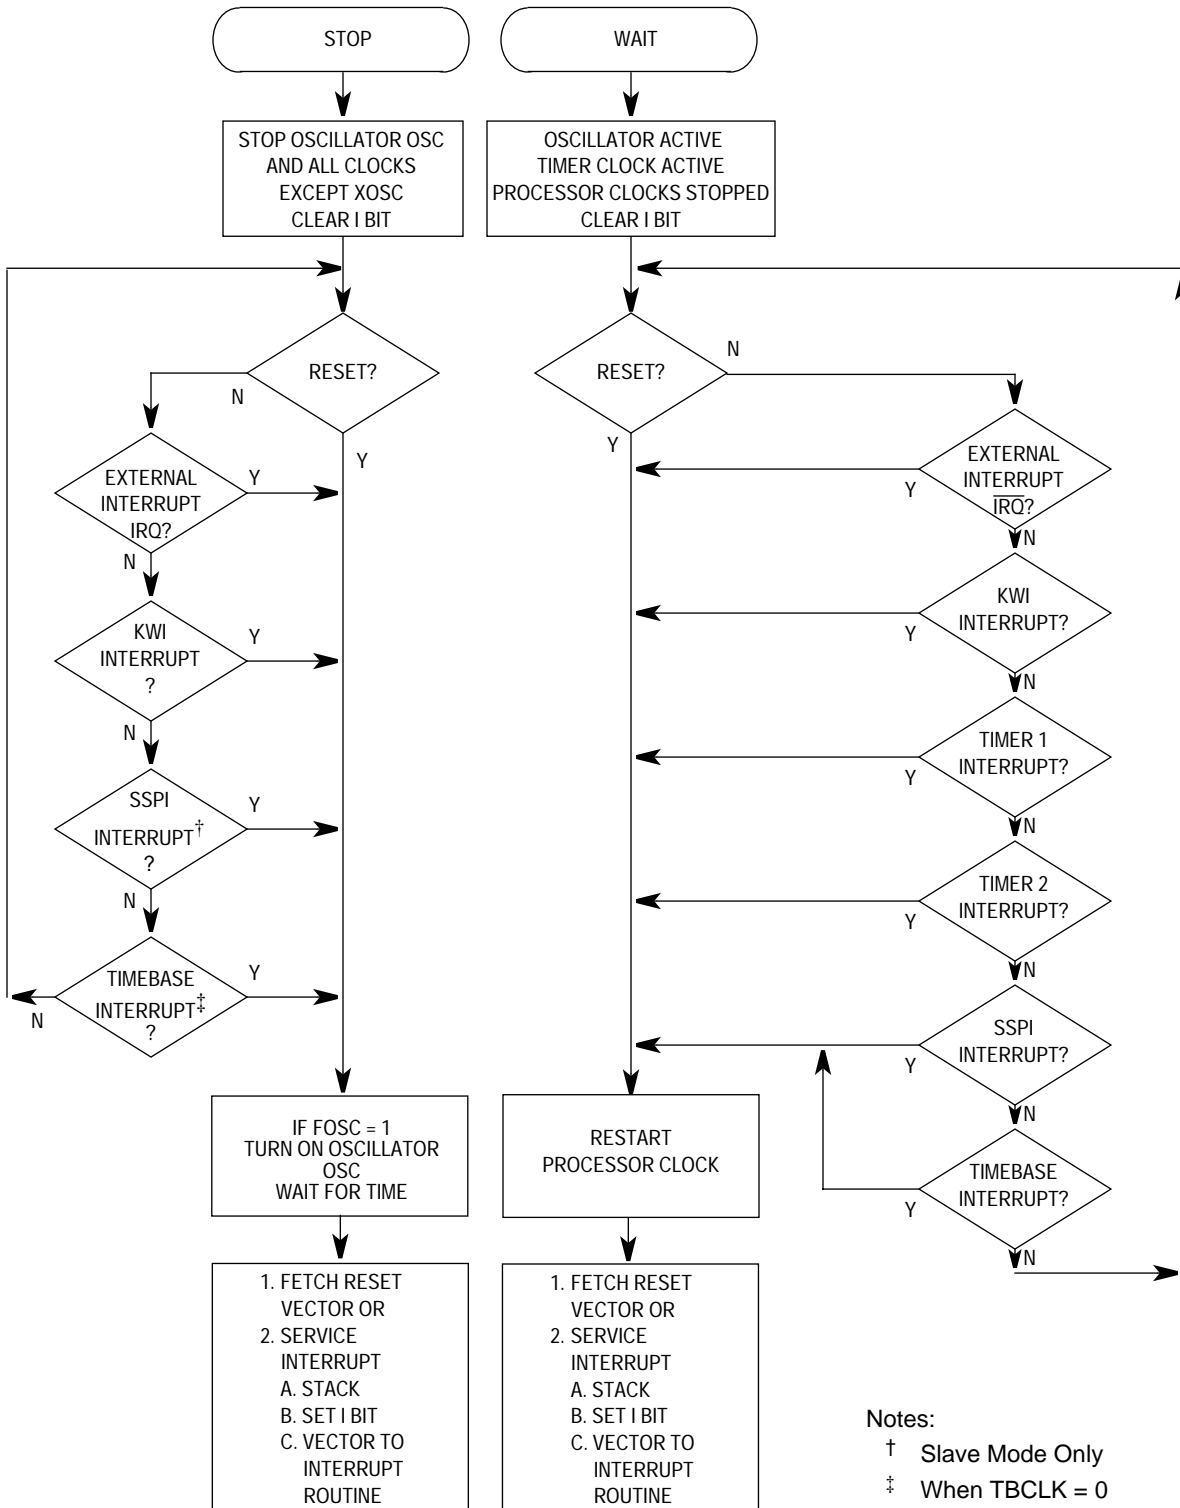 STOP
STOP OSCILLATOR OSC
AND ALL CLOCKS
EXCEPT XOSC
CLEAR I BIT
RESET?
N
Y
EXTERNAL
INTERRUPT
IRQ?
Y
N
KWI
INTERRUPT
?
Y
N
SSPI
INTERRUPT†
?
Y
N
TIMEBASE
INTERRUPT‡
?
Y
N
IF FOSC = 1
TURN ON OSCILLATOR
OSC
WAIT FOR TIME
1. FETCH RESET
VECTOR OR
2. SERVICE
INTERRUPT
A. STACK
B. SET I BIT
C. VECTOR TO
INTERRUPT
ROUTINE
WAIT
OSCILLATOR ACTIVE
TIMER CLOCK ACTIVE
PROCESSOR CLOCKS STOPPED
CLEAR I BIT
RESET?
N
Y
EXTERNAL
INTERRUPT
I̅R̅Q̅?
Y
N
KWI
INTERRUPT?
Y
N
TIMER 1
INTERRUPT?
Y
N
TIMER 2
INTERRUPT?
Y
N
SSPI
INTERRUPT?
Y
N
TIMEBASE
INTERRUPT?
Y
N
RESTART
PROCESSOR CLOCK
1. FETCH RESET
VECTOR OR
2. SERVICE
INTERRUPT
A. STACK
B. SET I BIT
C. VECTOR TO
INTERRUPT
ROUTINE
Notes:
† Slave Mode Only
‡ When TBCLK = 0